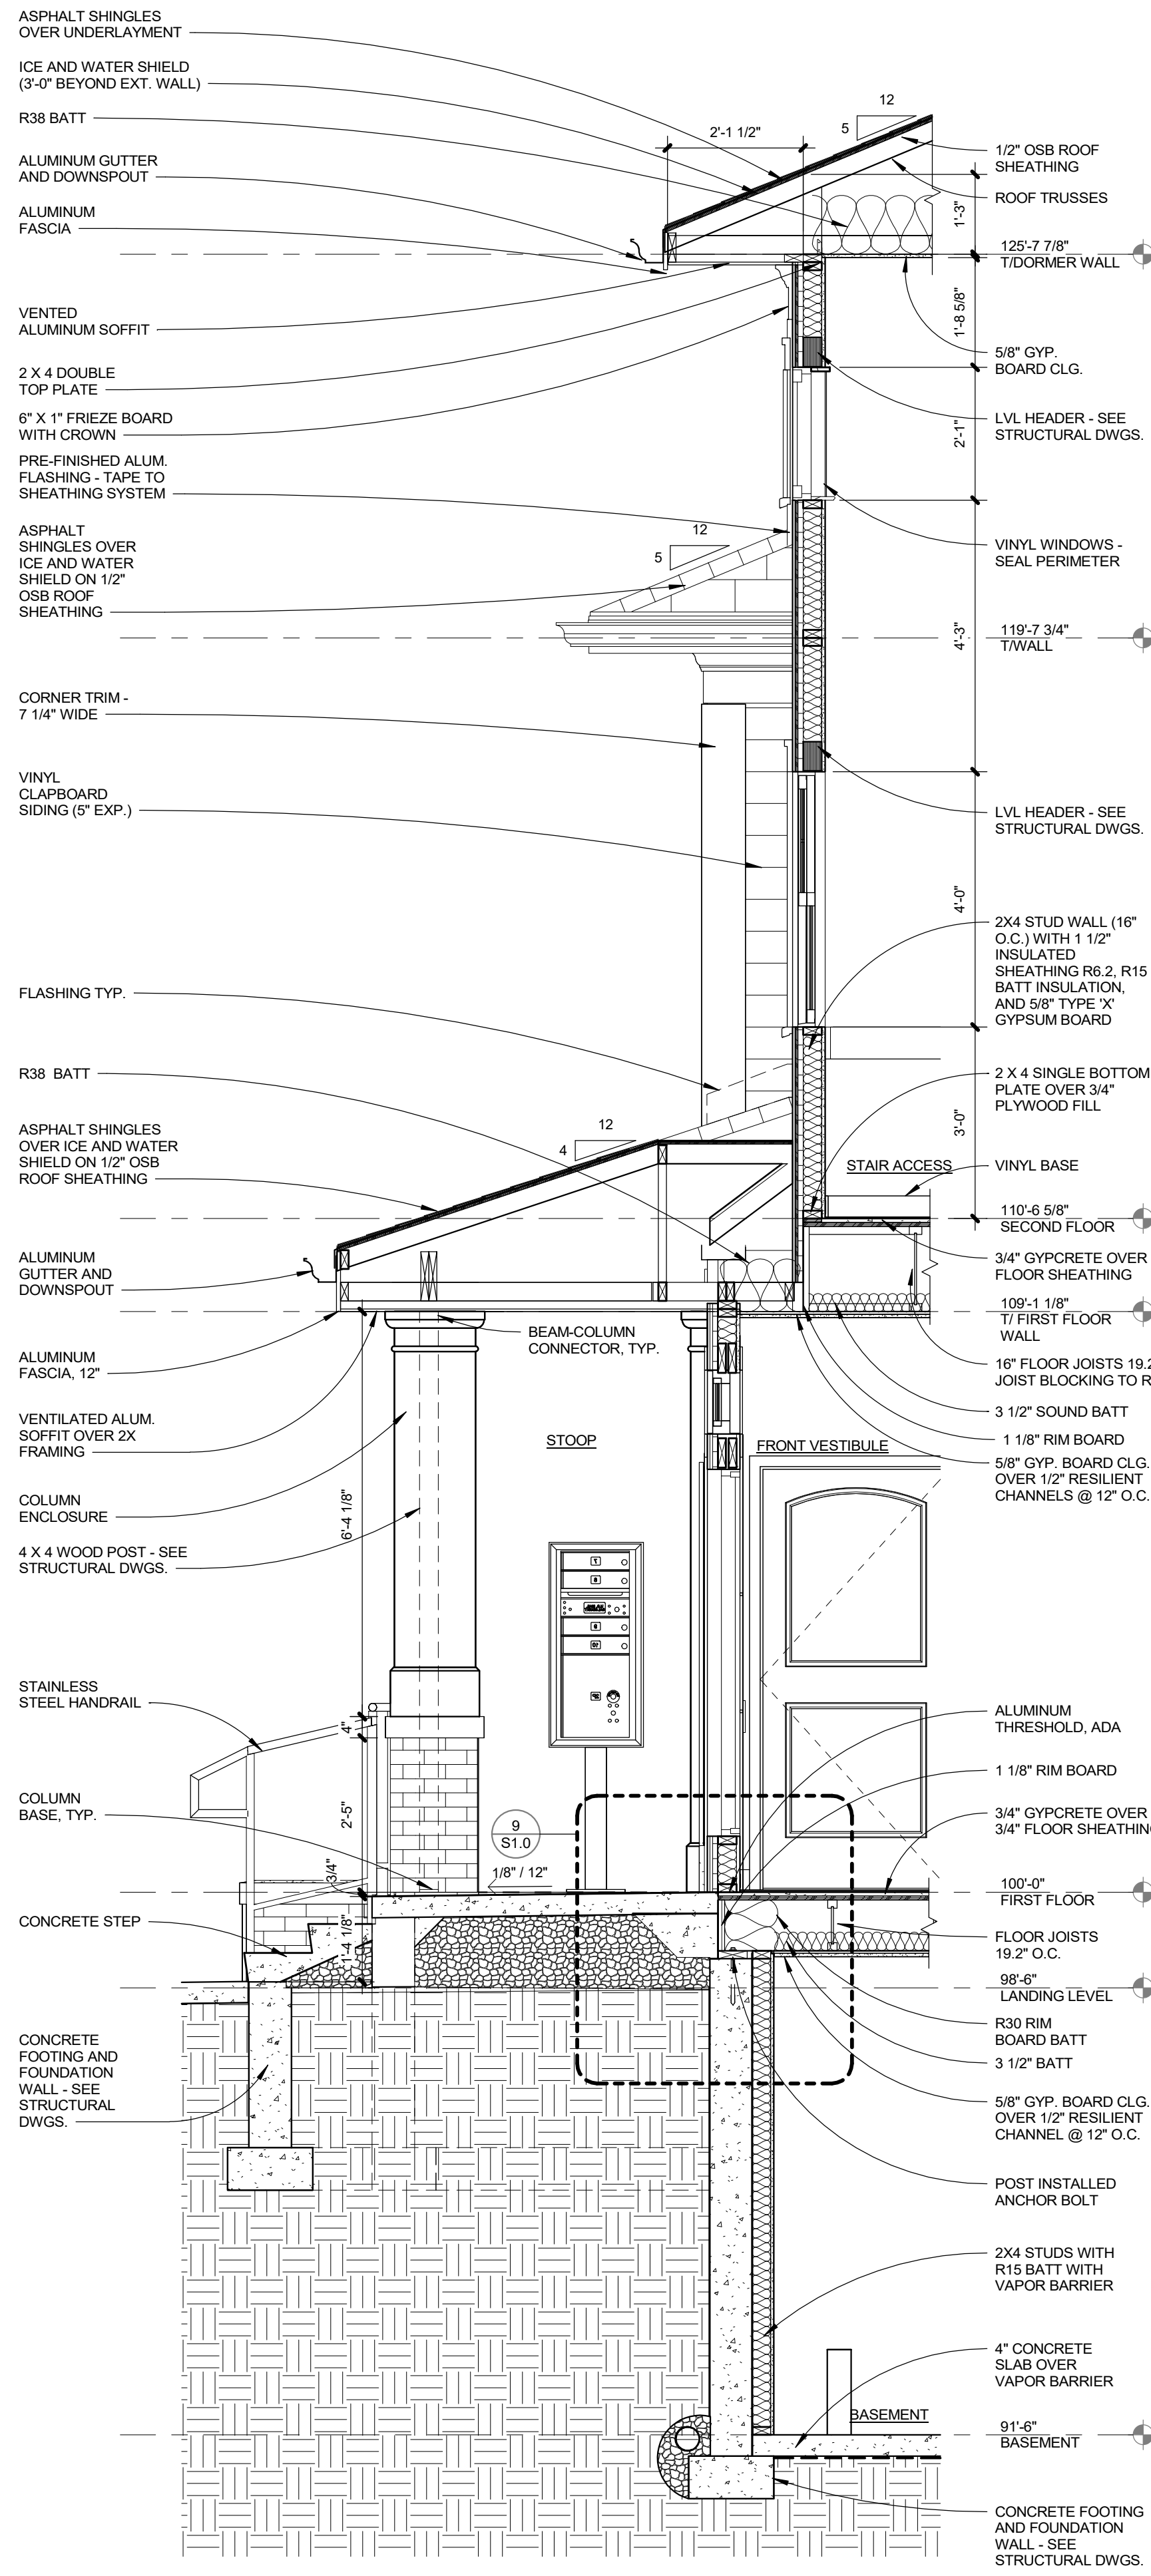 ASPHALT SHINGLES
OVER UNDERLAYMENT
ICE AND WATER SHIELD
(3'-0" BEYOND EXT. WALL)
R38 BATT
ALUMINUM GUTTER
AND DOWNSPOUT
ALUMINUM
FASCIA
VENTED
ALUMINUM SOFFIT
2 X 4 DOUBLE
TOP PLATE
6" X 1" FRIEZE BOARD
WITH CROWN
PRE-FINISHED ALUM.
FLASHING - TAPE TO
SHEATHING SYSTEM
ASPHALT
SHINGLES OVER
ICE AND WATER
SHIELD ON 1/2"
OSB ROOF
SHEATHING
CORNER TRIM -
7 1/4" WIDE
VINYL
CLAPBOARD
SIDING (5" EXP.)
FLASHING TYP.
R38 BATT
ASPHALT SHINGLES
OVER ICE AND WATER
SHIELD ON 1/2" OSB
ROOF SHEATHING
ALUMINUM
GUTTER AND
DOWNSPOUT
ALUMINUM
FASCIA, 12"
VENTILATED ALUM.
SOFFIT OVER 2X
FRAMING
COLUMN
ENCLOSURE
4 X 4 WOOD POST - SEE
STRUCTURAL DWGS.
STAINLESS
STEEL HANDRAIL
COLUMN
BASE, TYP.
CONCRETE STEP
CONCRETE
FOOTING AND
FOUNDATION
WALL - SEE
STRUCTURAL
DWGS.
12
5
2'-1 1/2"
12
5
12
4
BEAM-COLUMN
CONNECTOR, TYP.
STOOP
FRONT VESTIBULE
STAIR ACCESS
6'-4 1/8"
4"
2'-5"
3/4"
1'-4 1/8"
9
S1.0
1/8" / 12"
BASEMENT
1'-3"
1'-8 5/8"
2'-1"
4'-3"
4'-0"
3'-0"
1/2" OSB ROOF
SHEATHING
ROOF TRUSSES
125'-7 7/8"
T/DORMER WALL
5/8" GYP.
BOARD CLG.
LVL HEADER - SEE
STRUCTURAL DWGS.
VINYL WINDOWS -
SEAL PERIMETER
119'-7 3/4"
T/WALL
LVL HEADER - SEE
STRUCTURAL DWGS.
2X4 STUD WALL (16"
O.C.) WITH 1 1/2"
INSULATED
SHEATHING R6.2, R15
BATT INSULATION,
AND 5/8" TYPE 'X'
GYPSUM BOARD
2 X 4 SINGLE BOTTOM
PLATE OVER 3/4"
PLYWOOD FILL
VINYL BASE
110'-6 5/8"
SECOND FLOOR
3/4" GYPCRETE OVER
FLOOR SHEATHING
109'-1 1/8"
T/ FIRST FLOOR
WALL
16" FLOOR JOISTS 19.2
JOIST BLOCKING TO R
3 1/2" SOUND BATT
1 1/8" RIM BOARD
5/8" GYP. BOARD CLG.
OVER 1/2" RESILIENT
CHANNELS @ 12" O.C.
ALUMINUM
THRESHOLD, ADA
1 1/8" RIM BOARD
3/4" GYPCRETE OVER
3/4" FLOOR SHEATHIN
100'-0"
FIRST FLOOR
FLOOR JOISTS
19.2" O.C.
98'-6"
LANDING LEVEL
R30 RIM
BOARD BATT
3 1/2" BATT
5/8" GYP. BOARD CLG.
OVER 1/2" RESILIENT
CHANNEL @ 12" O.C.
POST INSTALLED
ANCHOR BOLT
2X4 STUDS WITH
R15 BATT WITH
VAPOR BARRIER
4" CONCRETE
SLAB OVER
VAPOR BARRIER
91'-6"
BASEMENT
CONCRETE FOOTING
AND FOUNDATION
WALL - SEE
STRUCTURAL DWGS.